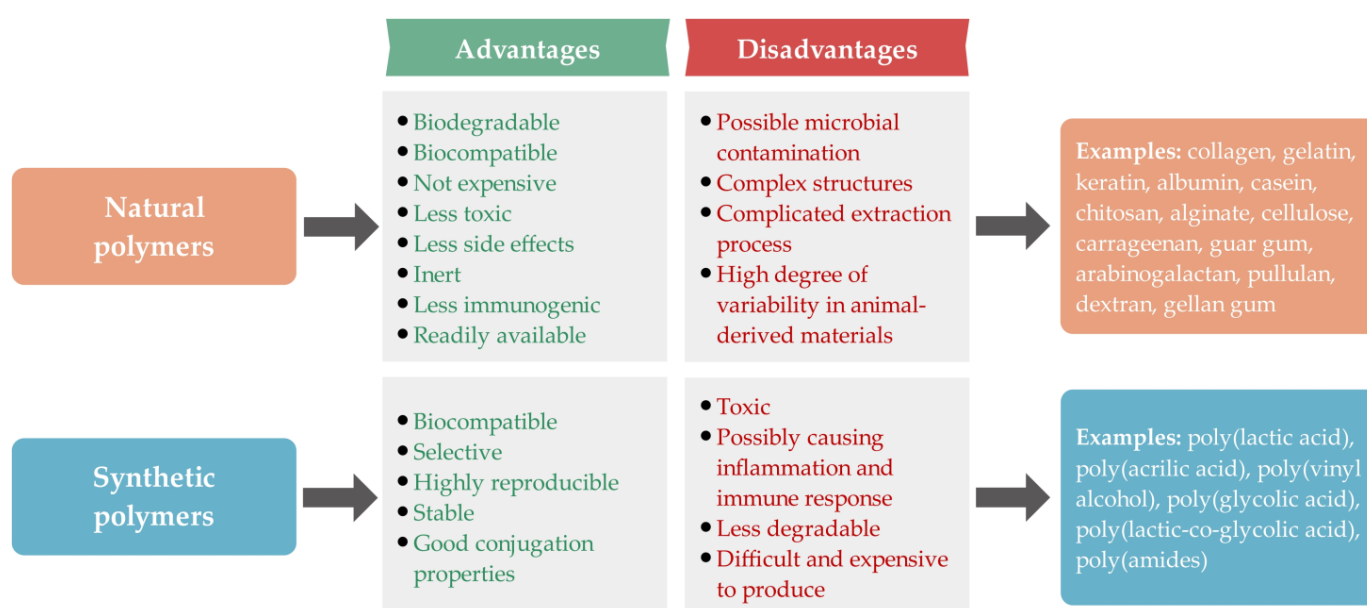 Advantages
Disadvantages
Natural
polymers
• Biodegradable
• Biocompatible
• Not expensive
• Less toxic
• Less side effects
• Inert
• Less immunogenic
• Readily available
• Possible microbial
contamination
• Complex structures
• Complicated extraction
process
• High degree of
variability in animal-
derived materials
Examples: collagen, gelatin,
keratin, albumin, casein,
chitosan, alginate, cellulose,
carrageenan, guar gum,
arabinogalactan, pullulan,
dextran, gellan gum
Synthetic
polymers
• Biocompatible
• Selective
• Highly reproducible
• Stable
• Good conjugation
properties
• Toxic
• Possibly causing
inflammation and
immune response
• Less degradable
• Difficult and expensive
to produce
Examples: poly(lactic acid),
poly(acrilic acid), poly(vinyl
alcohol), poly(glycolic acid),
poly(lactic-co-glycolic acid),
poly(amides)